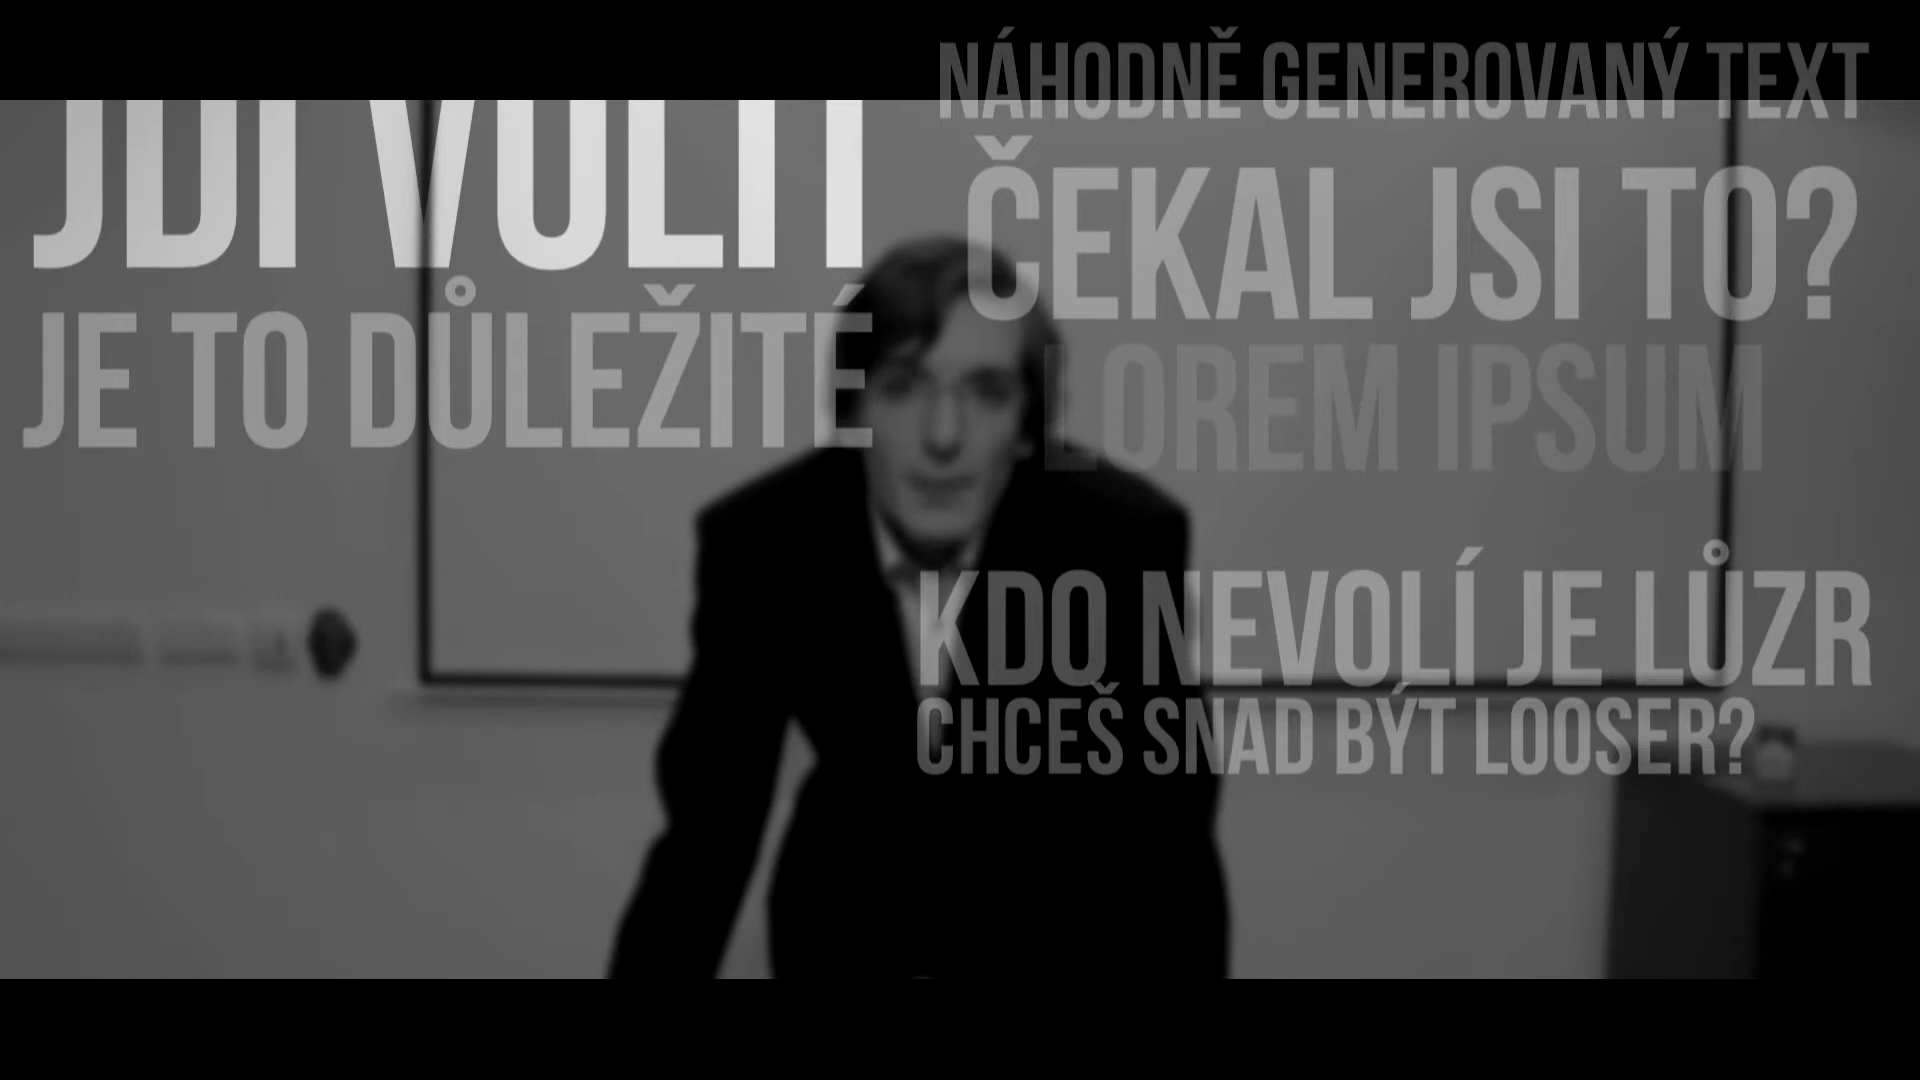 JDI VOLIT
JE TO DŮLEŽITÉ
NÁHODNĚ GENEROVANÝ TEXT
ČEKAL JSI TO?
LOREM IPSUM
KDO NEVOLÍ JE LŮZR
CHCEŠ SNAD BÝT LOOSER?